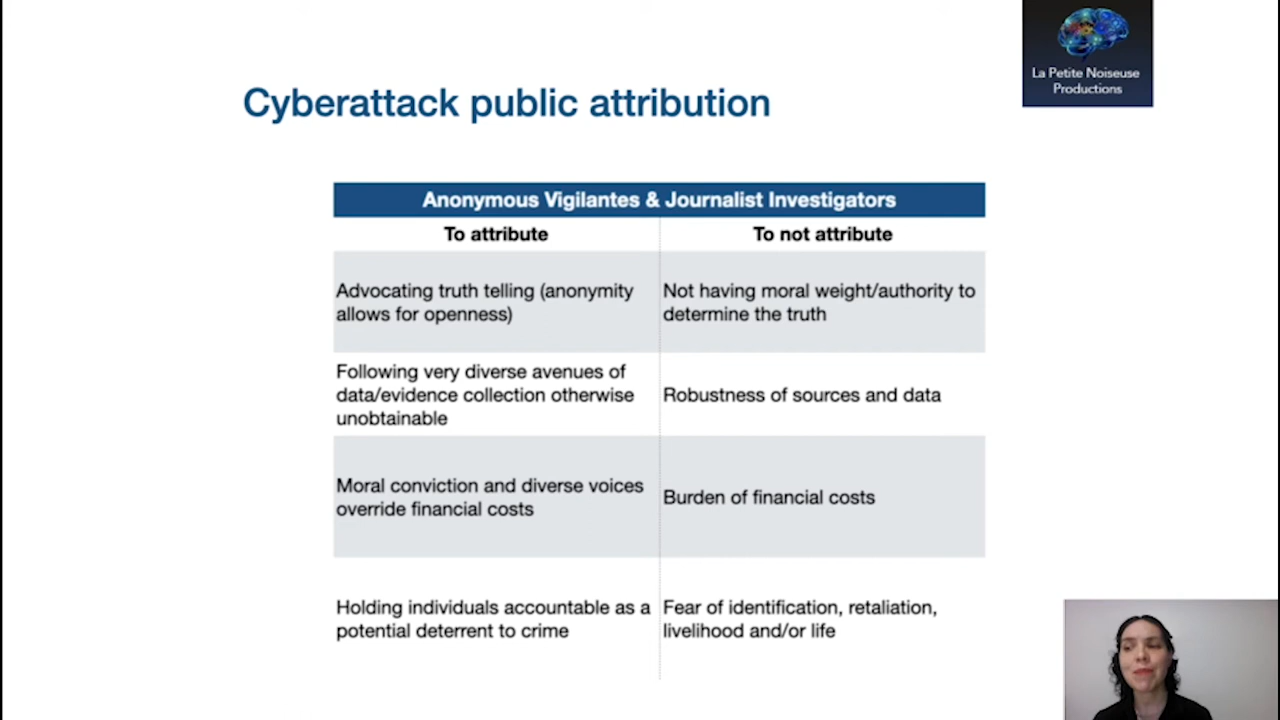 La Petite Noiseuse
Productions
Cyberattack public attribution
Anonymous Vigilantes & Journalist Investigators
To attribute
To not attribute
Advocating truth telling (anonymity
allows for openness)
Not having moral weight/authority to
determine the truth
Following very diverse avenues of
data/evidence collection otherwise
unobtainable
Robustness of sources and data
Moral conviction and diverse voices
override financial costs
Burden of financial costs
Holding individuals accountable as a
potential deterrent to crime
Fear of identification, retaliation,
livelihood and/or life